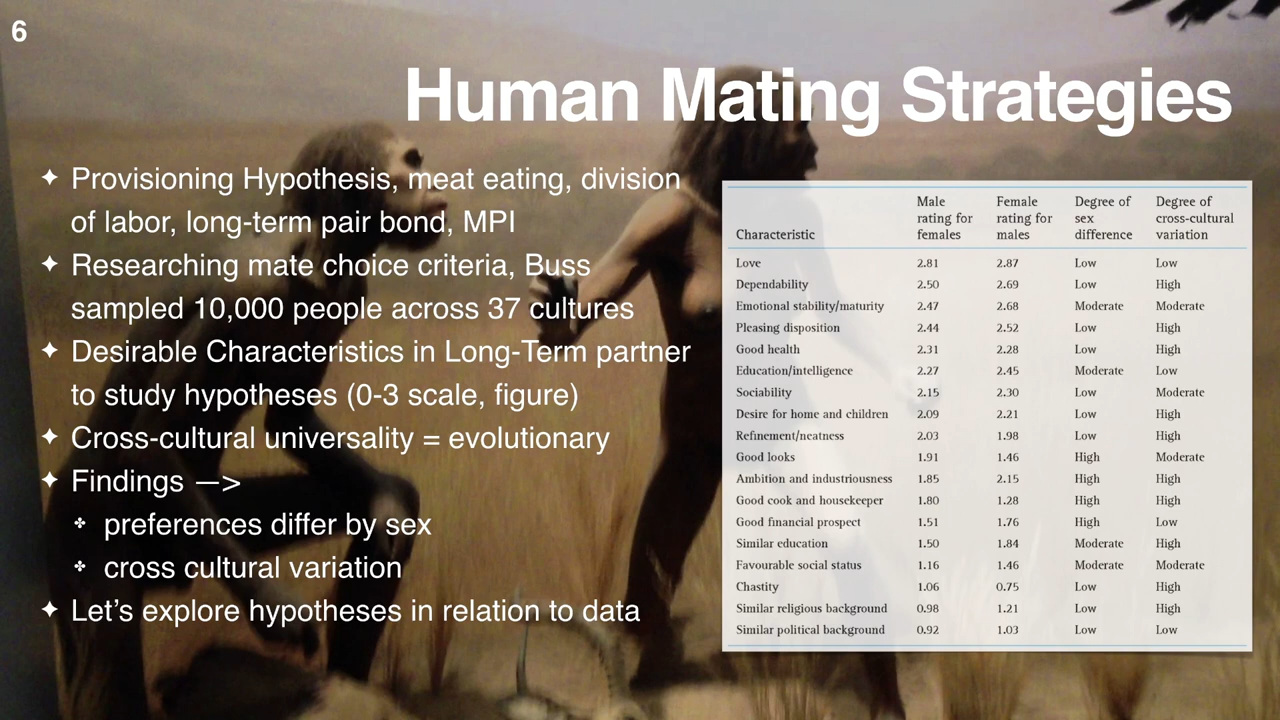 6
Human Mating Strategies
✦ Provisioning Hypothesis, meat eating, division
of labor, long-term pair bond, MPI
✦ Researching mate choice criteria, Buss
sampled 10,000 people across 37 cultures
✦ Desirable Characteristics in Long-Term partner
to study hypotheses (0-3 scale, figure)
✦ Cross-cultural universality = evolutionary
✦ Findings —>
✤ preferences differ by sex
✤ cross cultural variation
✦ Let’s explore hypotheses in relation to data
Male Female Degree of Degree of
rating for rating for sex cross-cultural
Characteristic females males difference variation
Love 2.81 2.87 Low Low
Dependability 2.50 2.69 Low High
Emotional stability/maturity 2.47 2.68 Moderate Moderate
Pleasing disposition 2.44 2.52 Low High
Good health 2.31 2.28 Low High
Education/intelligence 2.27 2.45 Moderate Low
Sociability 2.15 2.30 Low Moderate
Desire for home and children 2.09 2.21 Low High
Refinement/neatness 2.03 1.98 Low High
Good looks 1.91 1.46 High Moderate
Ambition and industriousness 1.85 2.15 High High
Good cook and housekeeper 1.80 1.28 High High
Good financial prospect 1.51 1.76 High Low
Similar education 1.50 1.84 Moderate High
Favourable social status 1.16 1.46 Moderate Moderate
Chastity 1.06 0.75 Low High
Similar religious background 0.98 1.21 Low High
Similar political background 0.92 1.03 Low Low